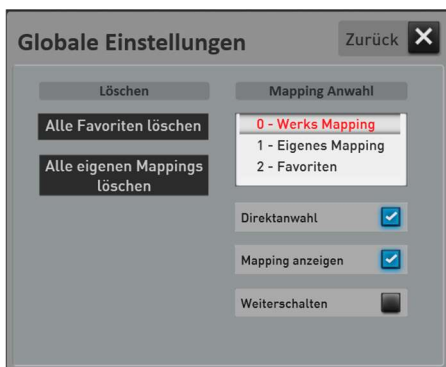 Globale Einstellungen
Zurück
Löschen
Alle Favoriten löschen
Alle eigenen Mappings
löschen
Mapping Anwahl
0 - Werks Mapping
1 - Eigenes Mapping
2 - Favoriten
Direktanwahl
Mapping anzeigen
Weiterschalten